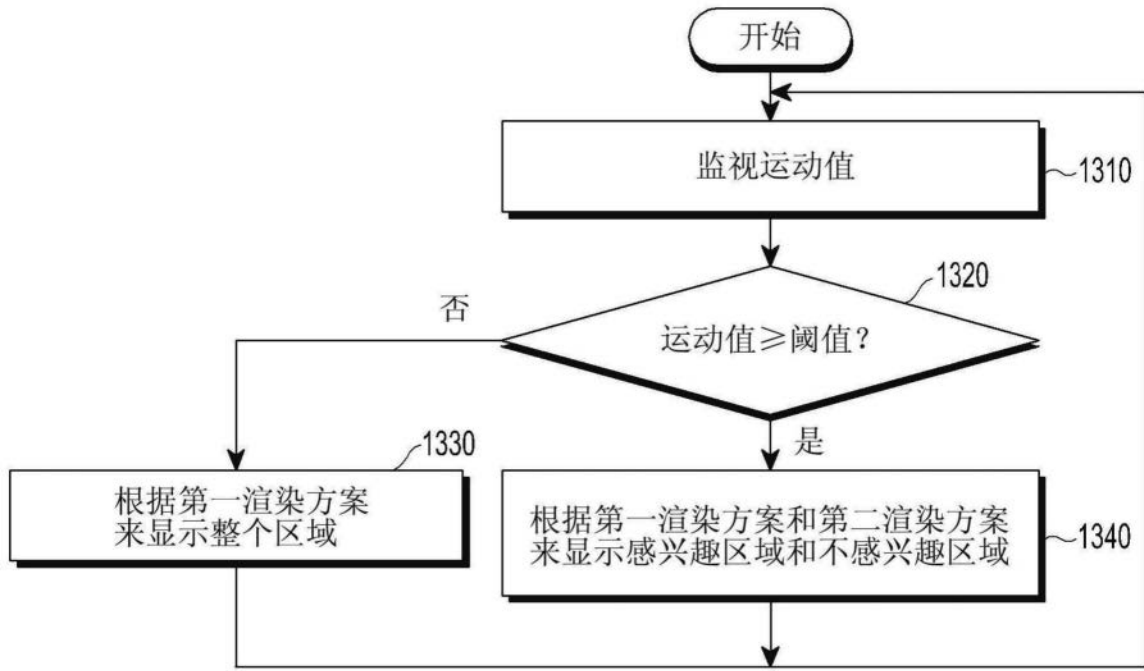 开始
监视运动值
1310
1320
运动值≥阈值?
否
是
1330
根据第一渲染方案
来显示整个区域
根据第一渲染方案和第二渲染方案
来显示感兴趣区域和不感兴趣区域
1340